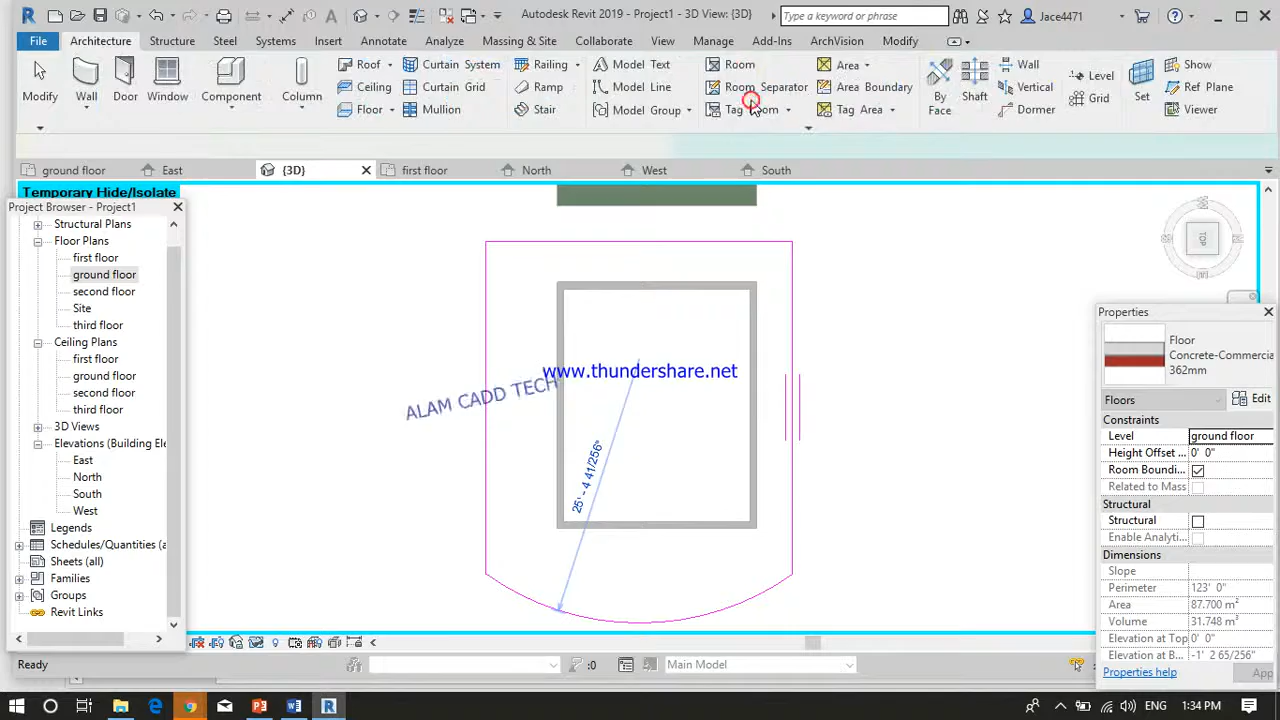 Autodesk Revit 2019 - Project1 - 3D View: {3D}
Type a keyword or phrase
Jace4471
File
Architecture
Structure
Steel
Systems
Insert
Annotate
Analyze
Massing & Site
Collaborate
View
Manage
Add-Ins
ArchVision
Modify
Modify
Wall
Door
Window
Component
Column
Roof
Ceiling
Floor
Curtain System
Curtain Grid
Mullion
Railing
Ramp
Stair
Model Text
Model Line
Model Group
Room
Room Separator
Tag Room
Area
Area Boundary
Tag Area
By
Face
Shaft
Wall
Vertical
Dormer
Level
Grid
Set
Show
Ref Plane
Viewer
ground floor
East
{3D}
first floor
North
West
South
Temporary Hide/Isolate
Project Browser - Project1
Structural Plans
Floor Plans
first floor
ground floor
second floor
Site
third floor
Ceiling Plans
first floor
ground floor
second floor
third floor
3D Views
Elevations (Building Ele
East
North
South
West
Legends
Schedules/Quantities (a
Sheets (all)
Families
Groups
Revit Links
www.thundershare.net
ALAM CADD TECH
25' - 4 41/256"
TOP
Properties
Floor
Concrete-Commercia
362mm
Floors
Edit
Constraints
Level
ground floor
Height Offset ...
0' 0"
Room Boundi...
Related to Mass
Structural
Structural
Enable Analyti...
Dimensions
Slope
Perimeter
123' 0"
Area
87.700 m²
Volume
31.748 m³
Elevation at Top
0' 0"
Elevation at B...
-1' 2 65/256"
Properties help
App
Ready
:0
Main Model
ENG
1:34 PM